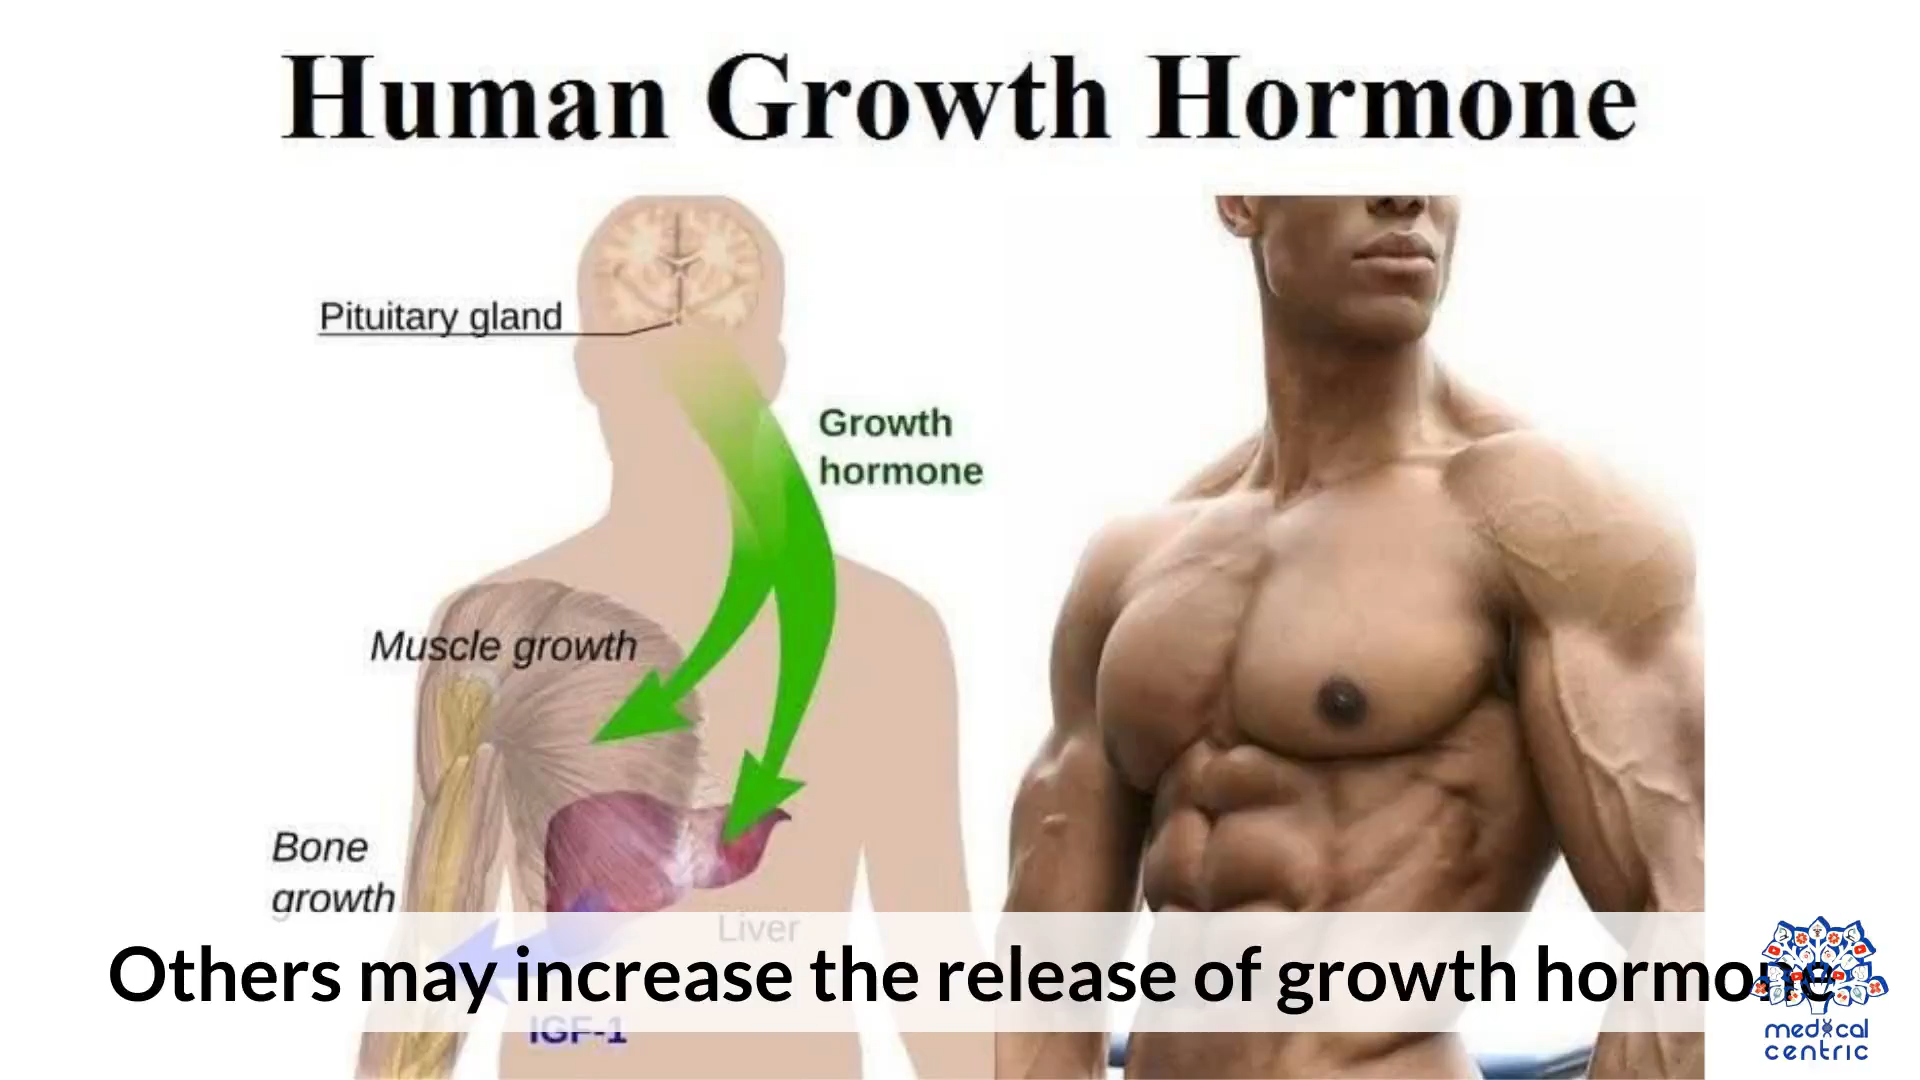 Human Growth Hormone
Pituitary gland
Growth
hormone
Muscle growth
Bone
growth
Liver
Others may increase the release of growth hormone
IGF-1
medical
centric